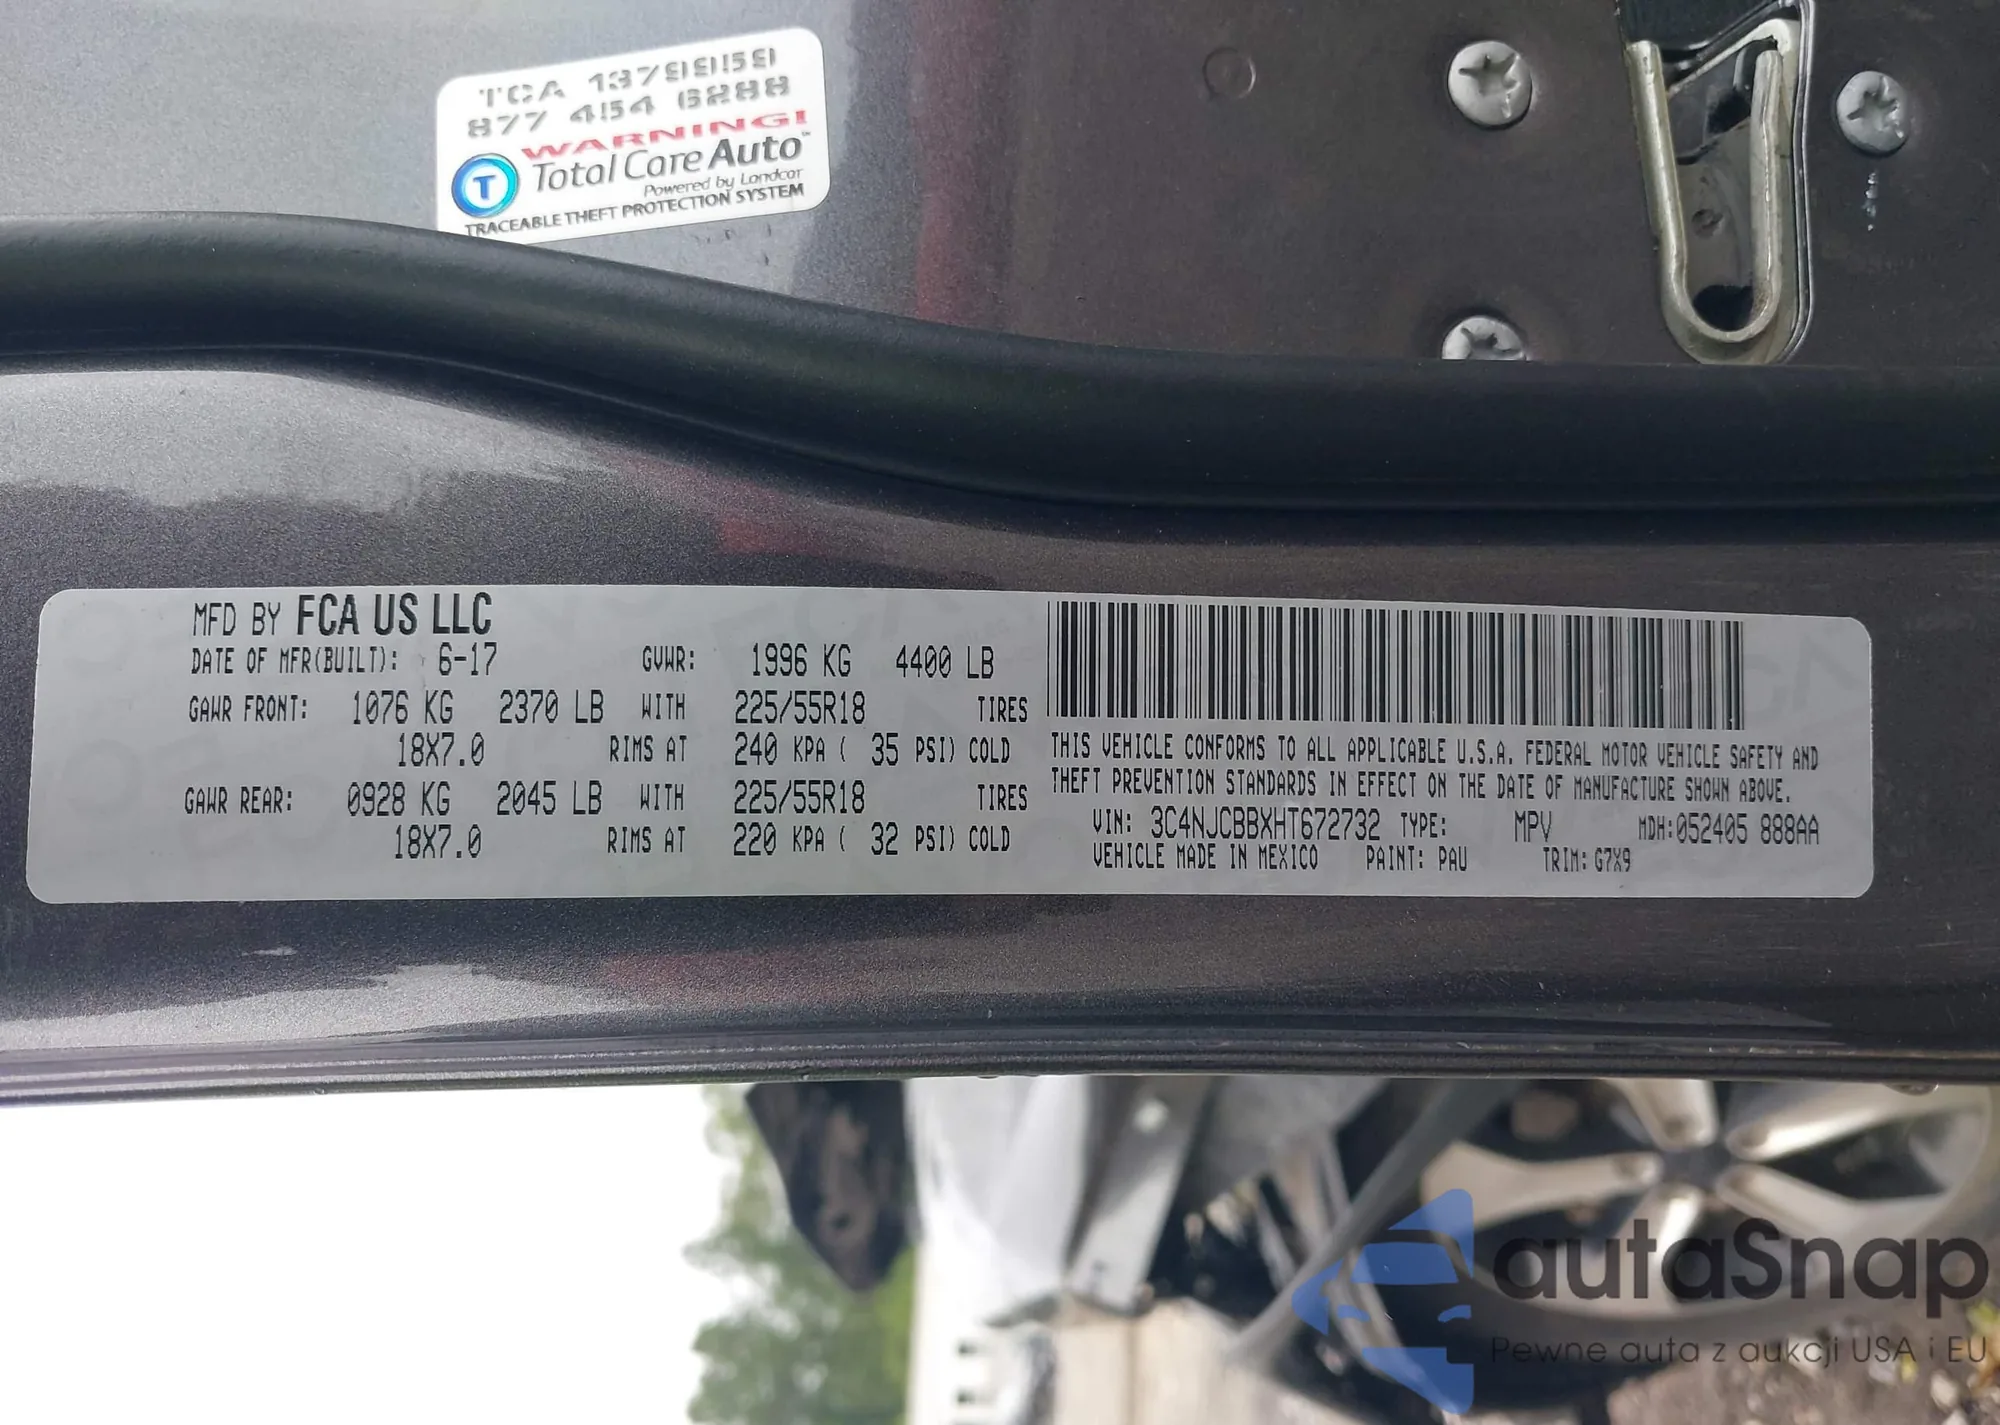 TCA 1379959
877 454 6288
WARNING!
T Total Care Auto™
Powered by Landcar
TRACEABLE THEFT PROTECTION SYSTEM
MFD BY FCA US LLC
DATE OF MFR(BUILT): 6-17 GVWR: 1996 KG 4400 LB
GAWR FRONT: 1076 KG 2370 LB WITH 225/55R18 TIRES
18X7.0 RIMS AT 240 KPA ( 35 PSI) COLD
GAWR REAR: 0928 KG 2045 LB WITH 225/55R18 TIRES
18X7.0 RIMS AT 220 KPA ( 32 PSI) COLD
THIS VEHICLE CONFORMS TO ALL APPLICABLE U.S.A. FEDERAL MOTOR VEHICLE SAFETY AND
THEFT PREVENTION STANDARDS IN EFFECT ON THE DATE OF MANUFACTURE SHOWN ABOVE.
VIN: 3C4NJCBBXHT672732 TYPE: MPV MDH:052405 888AA
VEHICLE MADE IN MEXICO PAINT: PAU TRIM: G7X9
autaSnap
Pewne auta z aukcji USA i EU